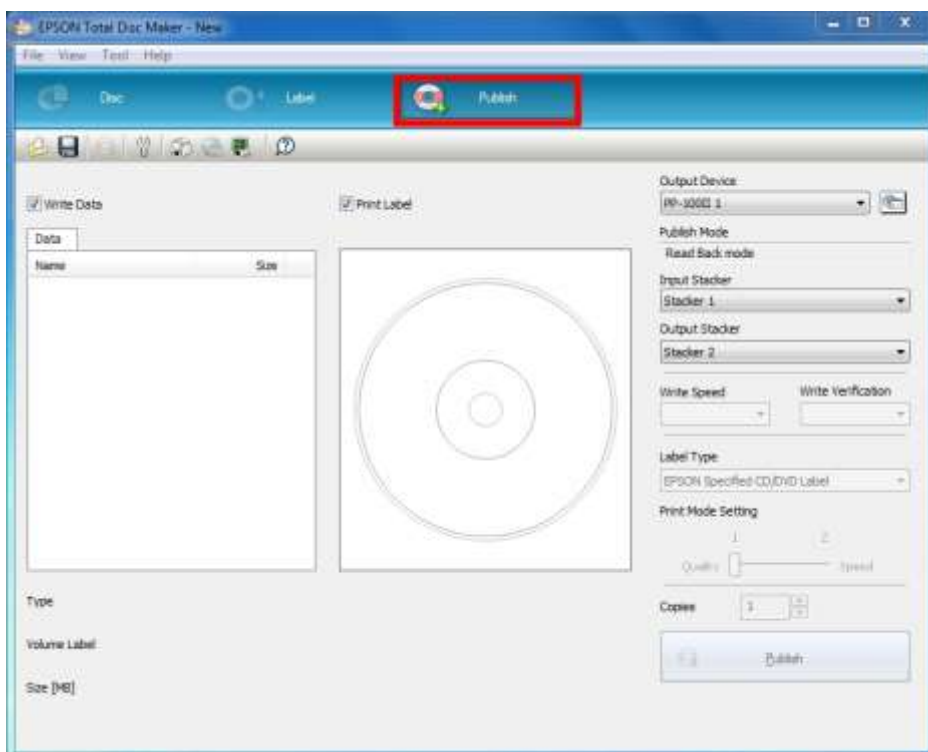 EPSON Total Disc Maker - New
File View Tool Help
Disc Label Publish
Write Data
Print Label
Data
Name Size
Output Device
PP-100II 1
Publish Mode
Read Back mode
Input Stacker
Stacker 1
Output Stacker
Stacker 2
Write Speed Write Verification
Label Type
EPSON Specified CD/DVD Label
Print Mode Setting
1 2
Quality Speed
Copies 1
Publish
Type
Volume Label
Size [MB]